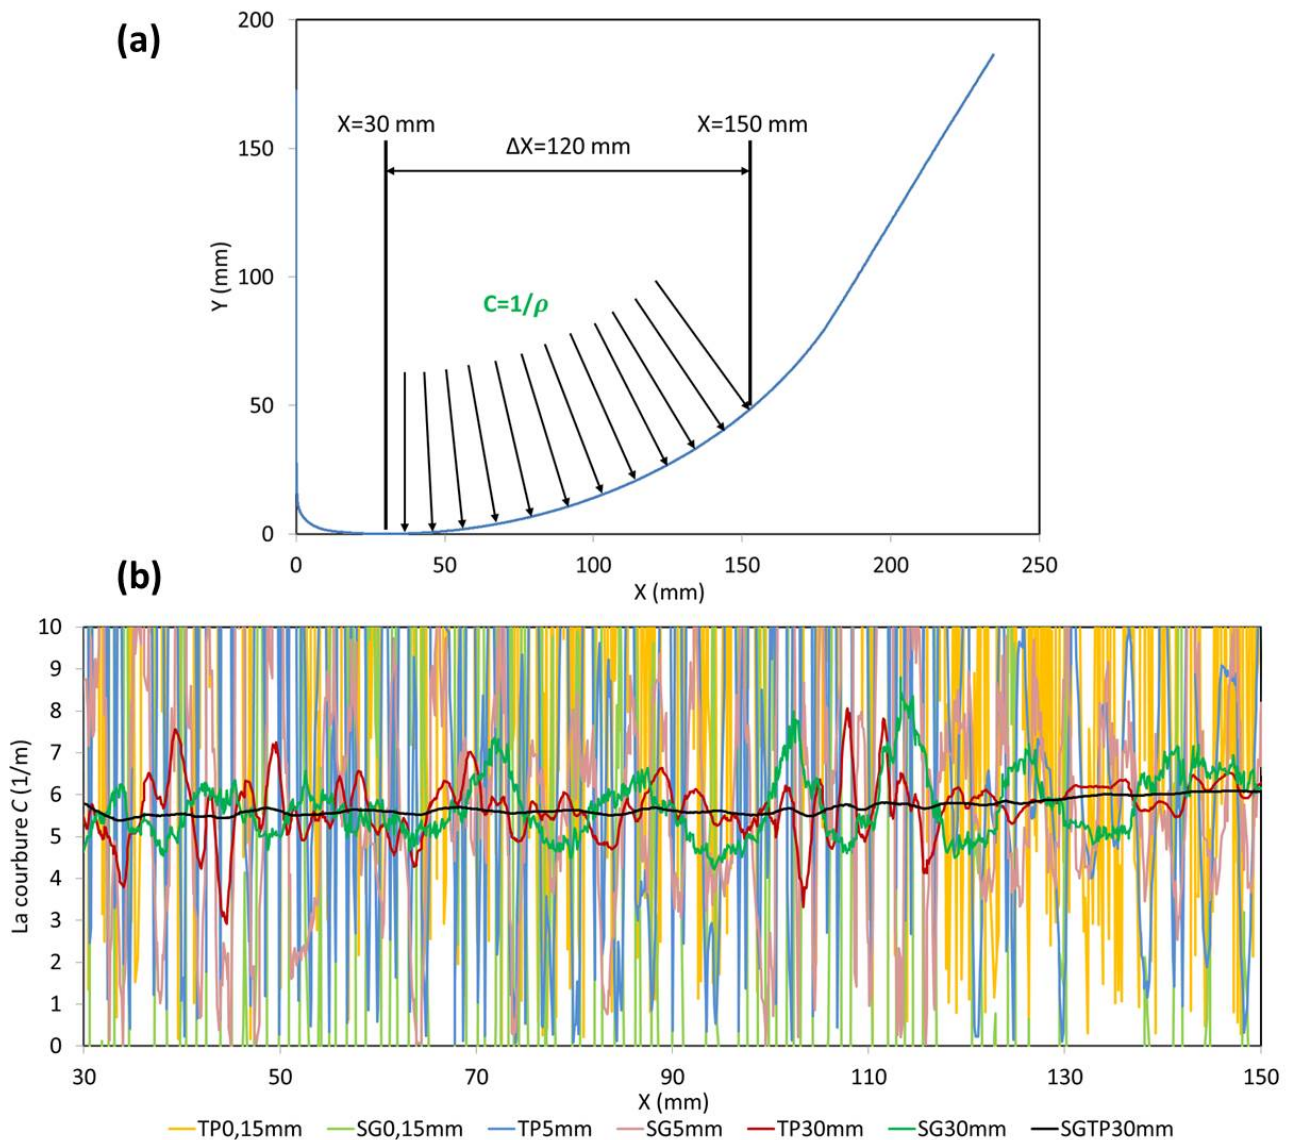 (a)
200
150
100
50
0
Y (mm)
X=30 mm
X=150 mm
ΔX=120 mm
C=1/ρ
0 50 100 150 200 250
X (mm)
(b)
10
9
8
7
6
5
4
3
2
1
0
La courbure C (1/m)
30 50 70 90 110 130 150
X (mm)
TP0,15mm SG0,15mm TP5mm SG5mm TP30mm SG30mm SGTP30mm